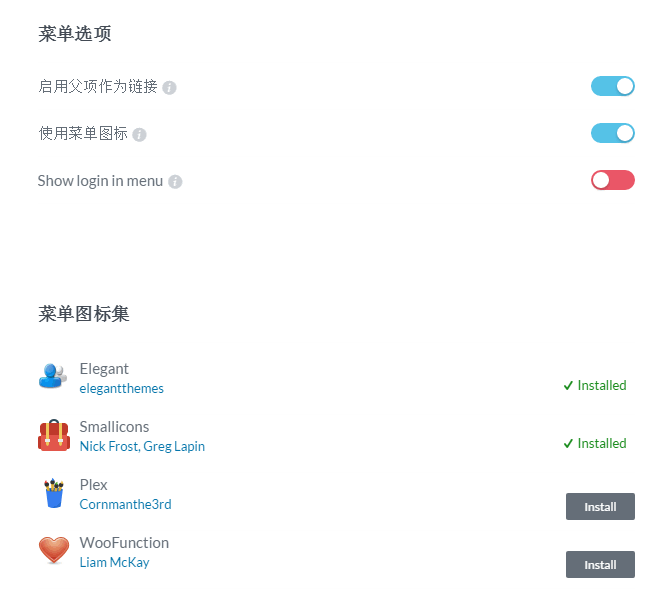 菜单选项
启用父项作为链接
使用菜单图标
Show login in menu
菜单图标集
Elegant
elegantthemes
✓ Installed
Smallicons
Nick Frost, Greg Lapin
✓ Installed
Plex
Cornmanthe3rd
Install
WooFunction
Liam McKay
Install